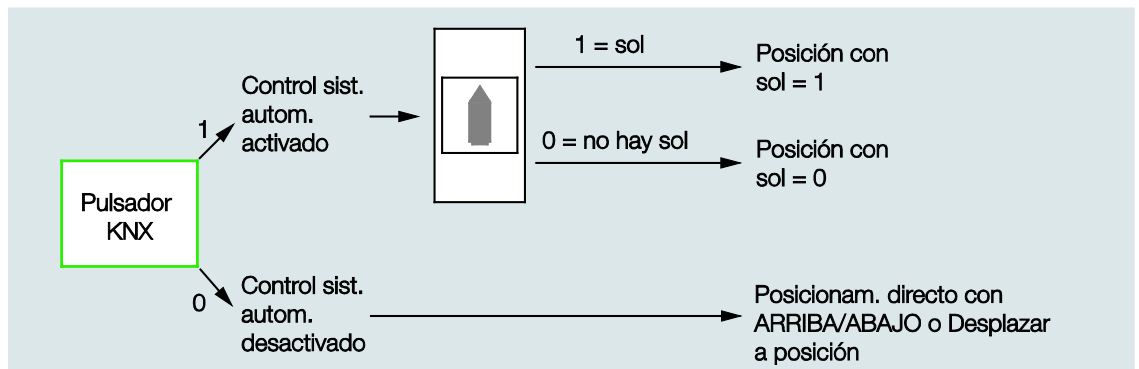 1 = sol
Posición con
sol = 1
Control sist.
autom.
activado
1
0 = no hay sol
Posición con
sol = 0
Pulsador
KNX
0
Control sist.
autom.
desactivado
Posicionam. directo con
ARRIBA/ABAJO o Desplazar
a posición